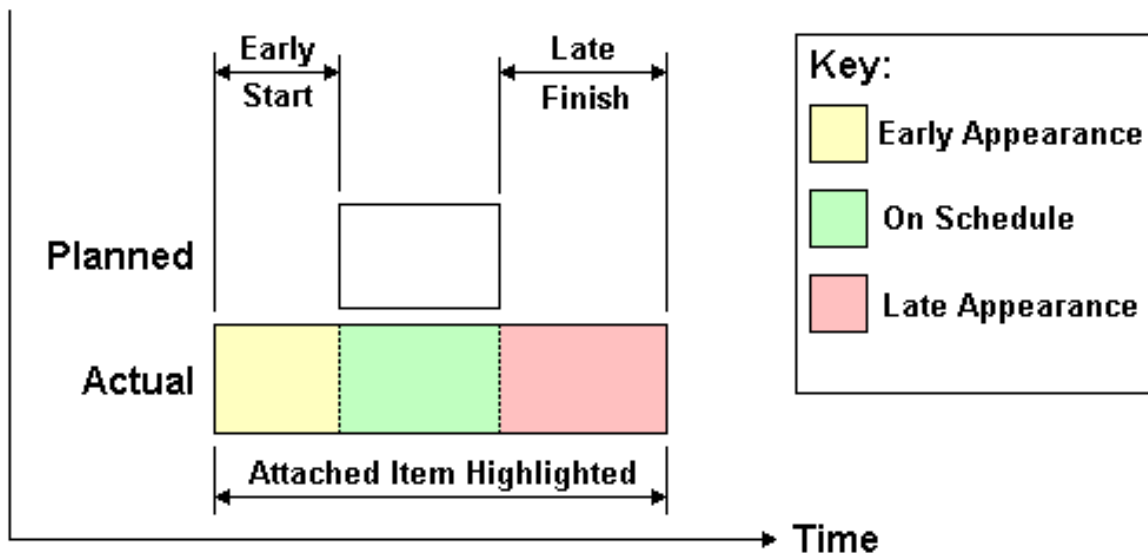 Early
Start
Late
Finish
Planned
Actual
Attached Item Highlighted
Time
Key:
Early Appearance
On Schedule
Late Appearance